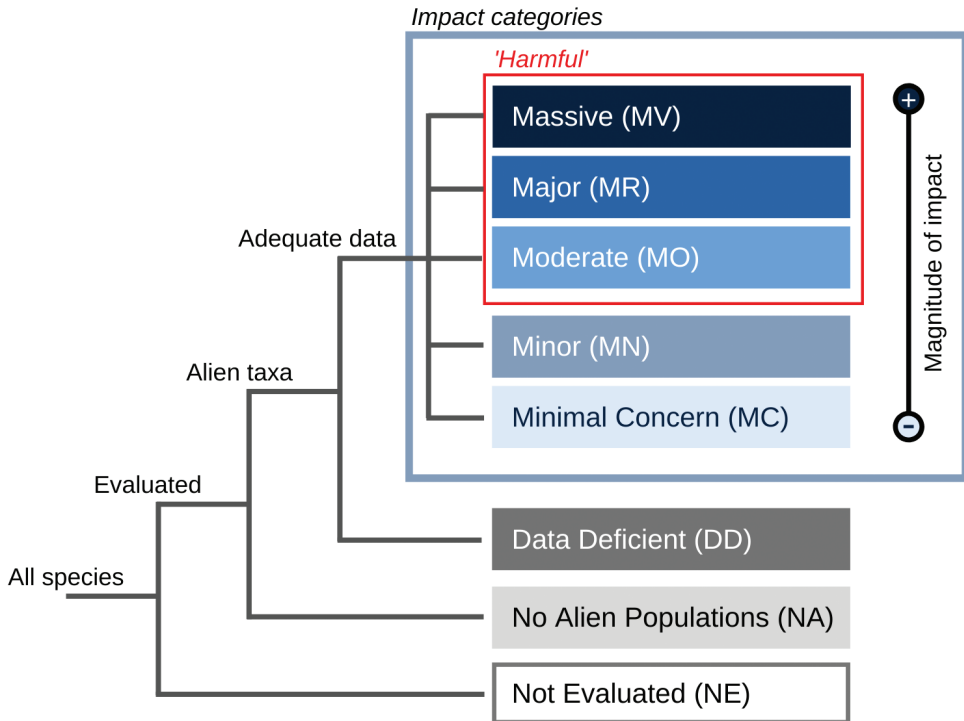 Impact categories
'Harmful'
Massive (MV)
+
Major (MR)
Moderate (MO)
Adequate data
Magnitude of impact
Minor (MN)
Alien taxa
Minimal Concern (MC)
-
Evaluated
Data Deficient (DD)
All species
No Alien Populations (NA)
Not Evaluated (NE)